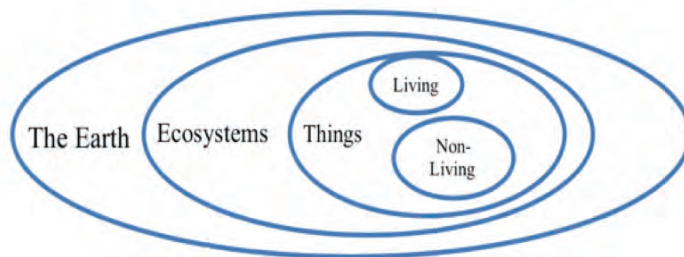 The Earth
Ecosystems
Things
Living
Non-
Living